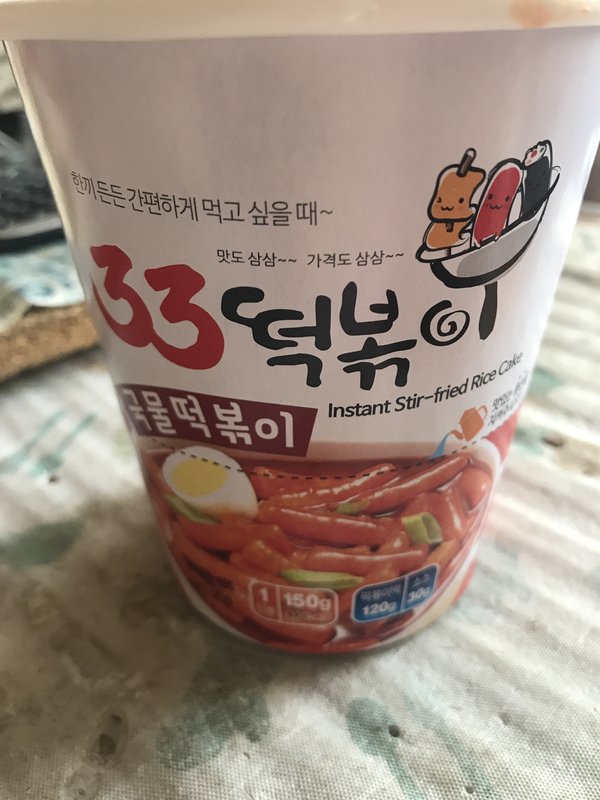 한끼 든든 간편하게 먹고 싶을 때~
맛도 삼삼~~ 가격도 삼삼~~
33떡볶이
Instant Stir-fried Rice Cake
국물떡볶이
1 150g
떡볶이떡 120g
소스 30g